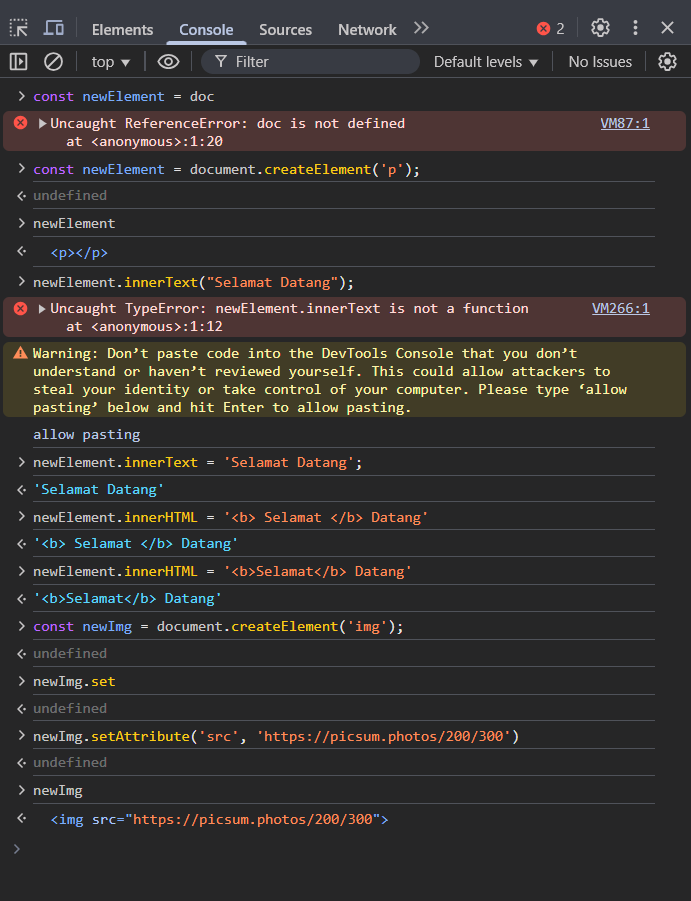 Elements Console Sources Network 2
top Filter Default levels No Issues
const newElement = doc
Uncaught ReferenceError: doc is not defined VM87:1
at <anonymous>:1:20
const newElement = document.createElement('p');
undefined
newElement
<p></p>
newElement.innerText("Selamat Datang");
Uncaught TypeError: newElement.innerText is not a function VM266:1
at <anonymous>:1:12
Warning: Don’t paste code into the DevTools Console that you don’t
understand or haven’t reviewed yourself. This could allow attackers to
steal your identity or take control of your computer. Please type ‘allow
pasting’ below and hit Enter to allow pasting.
allow pasting
newElement.innerText = 'Selamat Datang';
'Selamat Datang'
newElement.innerHTML = '<b> Selamat </b> Datang'
'<b> Selamat </b> Datang'
newElement.innerHTML = '<b>Selamat</b> Datang'
'<b>Selamat</b> Datang'
const newImg = document.createElement('img');
undefined
newImg.set
undefined
newImg.setAttribute('src', 'https://picsum.photos/200/300')
undefined
newImg
<img src="https://picsum.photos/200/300">